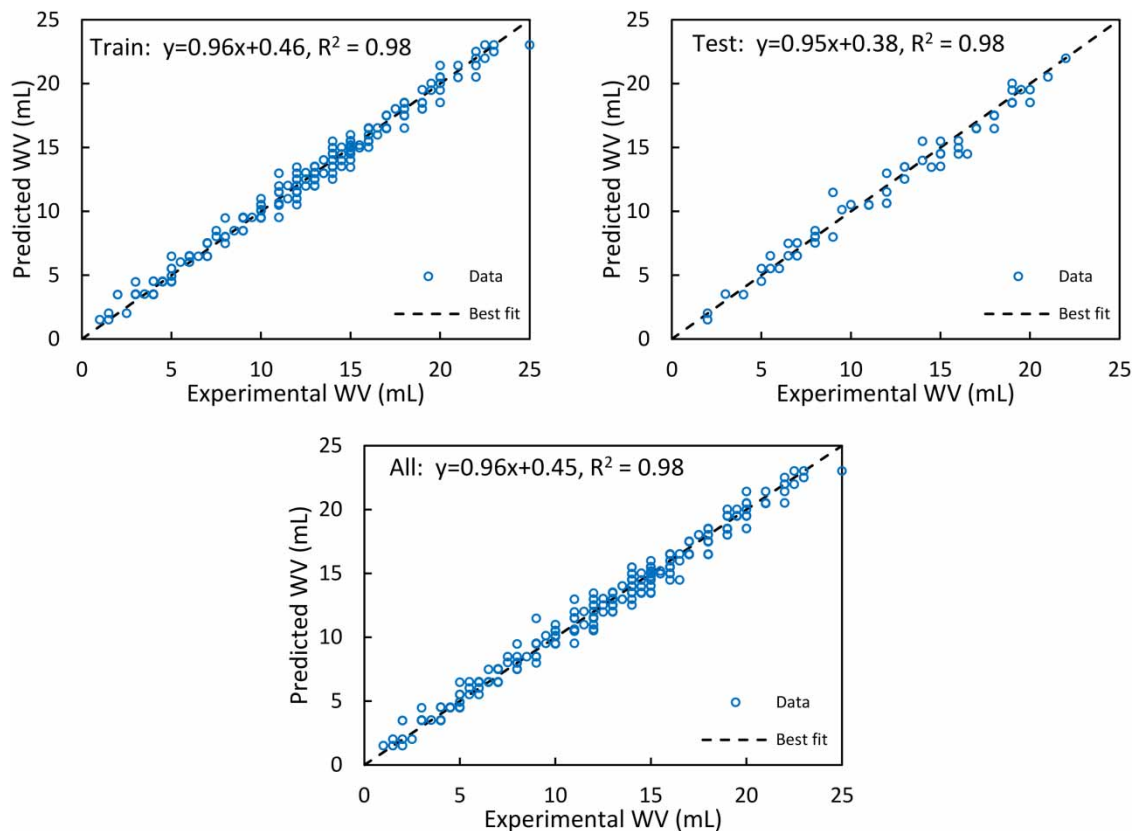 Train: y=0.96x+0.46, R² = 0.98
Predicted WV (mL)
25
20
15
10
5
0
Data
Best fit
0 5 10 15 20 25
Experimental WV (mL)
Test: y=0.95x+0.38, R² = 0.98
Predicted WV (mL)
25
20
15
10
5
0
Data
Best fit
0 5 10 15 20 25
Experimental WV (mL)
All: y=0.96x+0.45, R² = 0.98
Predicted WV (mL)
25
20
15
10
5
0
Data
Best fit
0 5 10 15 20 25
Experimental WV (mL)